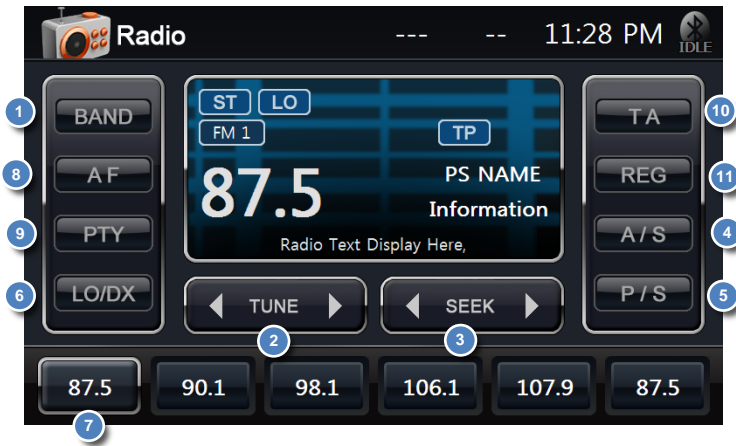 Radio
--- -- 11:28 PM
IDLE
1 BAND
8 A F
9 PTY
6 LO/DX
ST LO
FM 1 TP
87.5
PS NAME
Information
Radio Text Display Here,
T A 10
REG 11
A / S 4
P / S 5
TUNE
2
SEEK
3
87.5 90.1 98.1 106.1 107.9 87.5
7